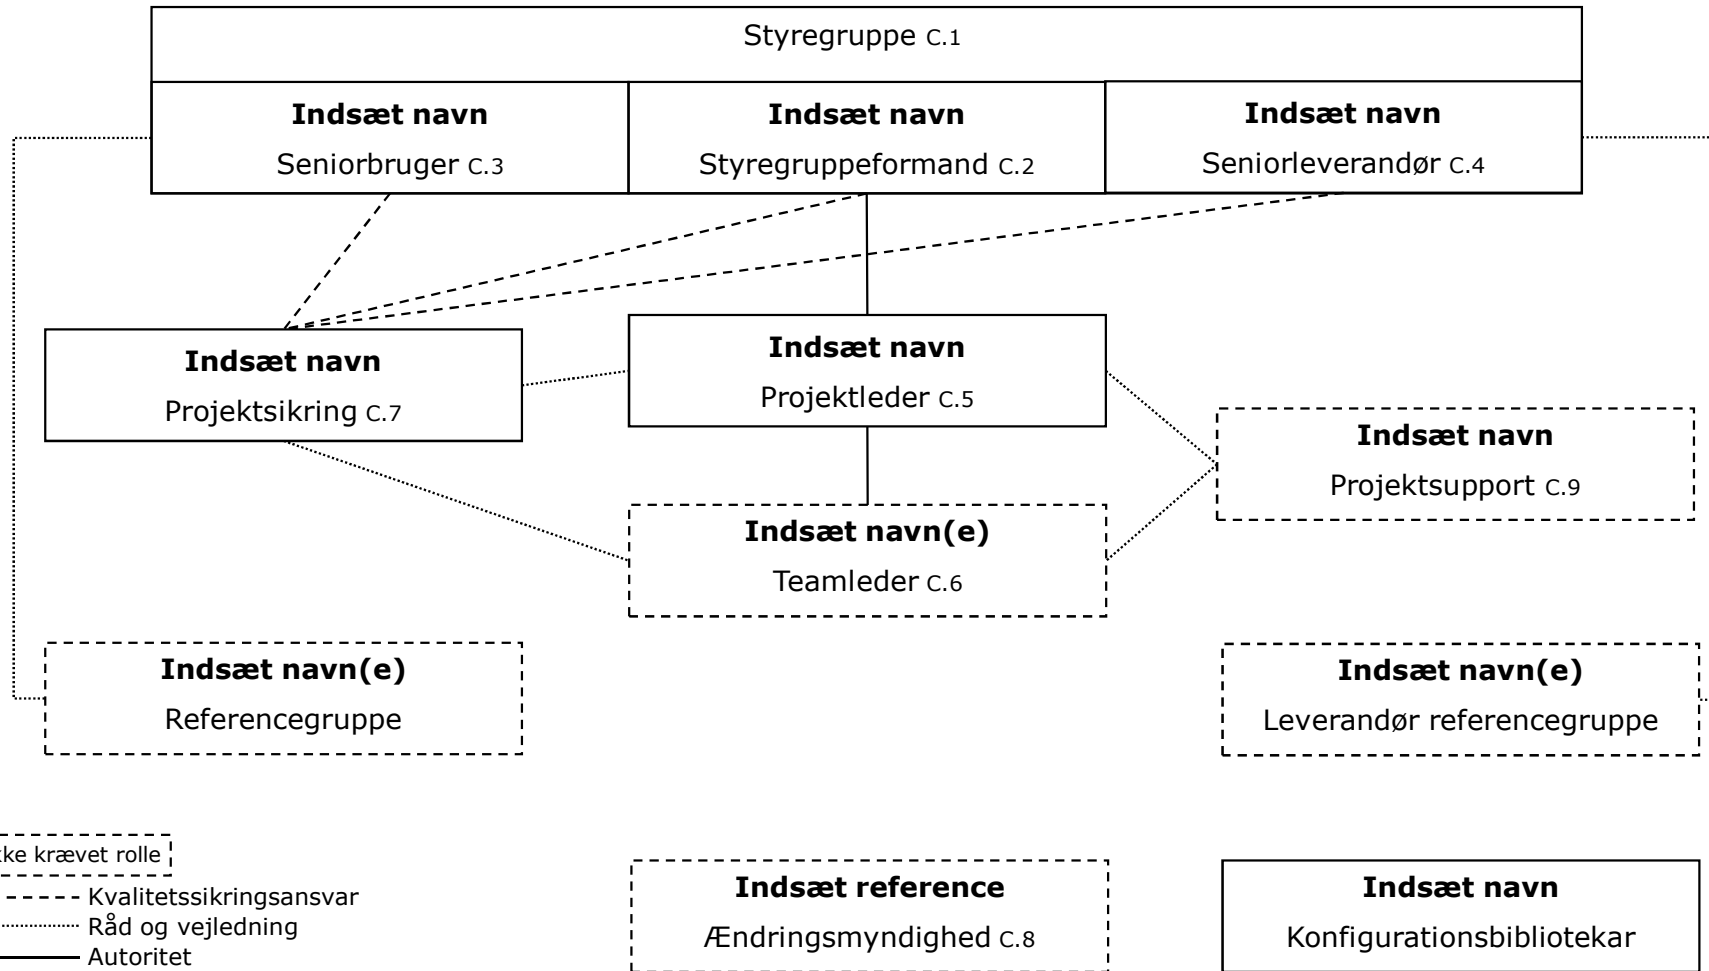 Styregruppe C.1
Indsæt navn
Seniorbruger C.3
Indsæt navn
Styregruppeformand C.2
Indsæt navn
Seniorleverandør C.4
Indsæt navn
Projektsikring C.7
Indsæt navn
Projektleder C.5
Indsæt navn
Projektsupport C.9
Indsæt navn(e)
Teamleder C.6
Indsæt navn(e)
Referencegruppe
Indsæt navn(e)
Leverandør referencegruppe
krævet rolle
Kvalitetssikringsansvar
Råd og vejledning
Autoritet
Indsæt reference
Ændringsmyndighed C.8
Indsæt navn
Konfigurationsbibliotekar